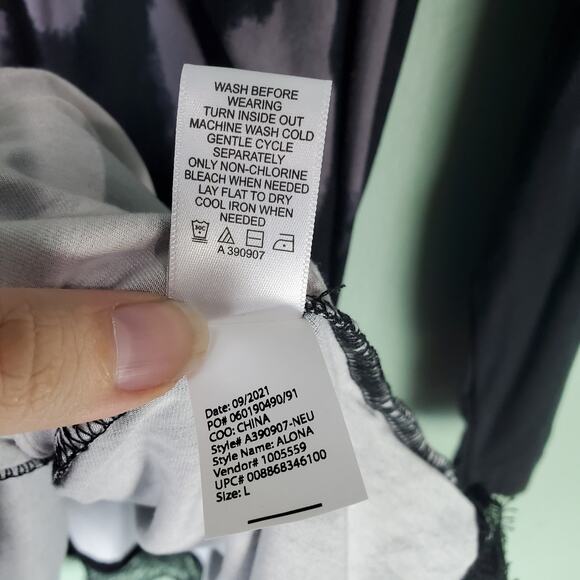 WASH BEFORE
WEARING
TURN INSIDE OUT
MACHINE WASH COLD
GENTLE CYCLE
SEPARATELY
ONLY NON-CHLORINE
BLEACH WHEN NEEDED
LAY FLAT TO DRY
COOL IRON WHEN
NEEDED
30C
A 390907
Date: 09/2021
PO# 060190490/91
COO: CHINA
Style# A390907-NEU
Style Name: ALONA
Vendor# 1005559
UPC# 008868346100
Size: L